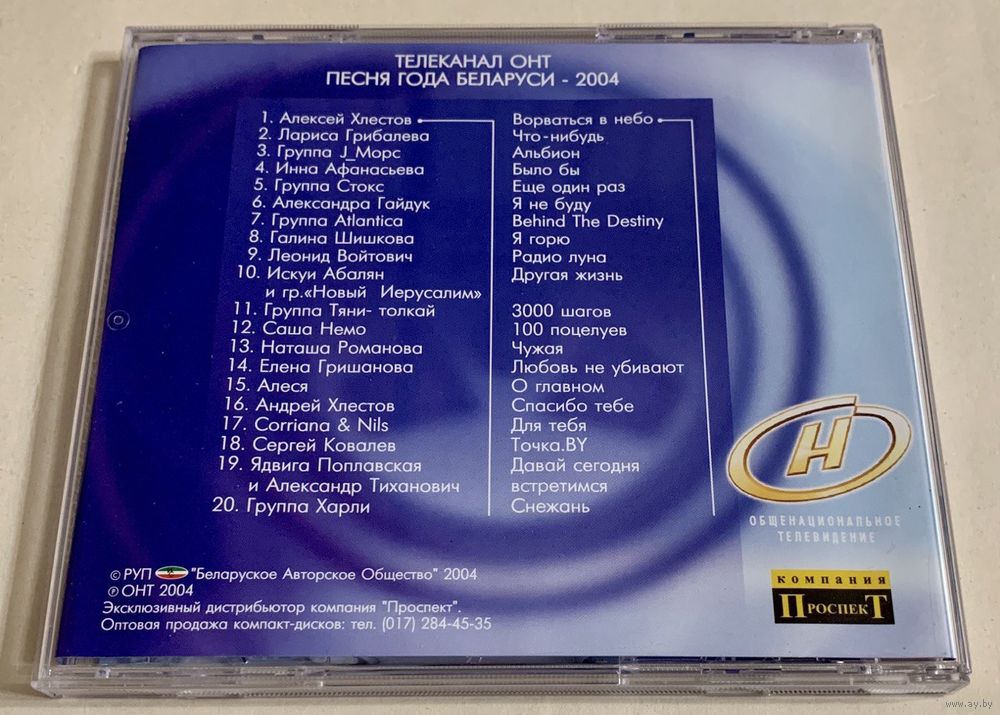 ТЕЛЕКАНАЛ ОНТ
ПЕСНЯ ГОДА БЕЛАРУСИ - 2004
1. Алексей Хлестов Ворваться в небо
2. Лариса Грибалева Что-нибудь
3. Группа J_Морс Альбион
4. Инна Афанасьева Было бы
5. Группа Стокс Еще один раз
6. Александра Гайдук Я не буду
7. Группа Atlantica Behind The Destiny
8. Галина Шишкова Я горю
9. Леонид Войтович Радио луна
10. Искуи Абалян Другая жизнь
и гр.«Новый Иерусалим»
11. Группа Тяни- толкай 3000 шагов
12. Саша Немо 100 поцелуев
13. Наташа Романова Чужая
14. Елена Гришанова Любовь не убивают
15. Алеся О главном
16. Андрей Хлестов Спасибо тебе
17. Corriana & Nils Для тебя
18. Сергей Ковалев Точка.BY
19. Ядвига Поплавская Давай сегодня
и Александр Тиханович встретимся
20. Группа Харли Снежань
Н
ОБЩЕНАЦИОНАЛЬНОЕ
ТЕЛЕВИДЕНИЕ
КОМПАНИЯ
ПРОСПЕКТ
© РУП "Беларуское Авторское Общество" 2004
℗ ОНТ 2004
Эксклюзивный дистрибьютор компания "Проспект".
Оптовая продажа компакт-дисков: тел. (017) 284-45-35
www.ay.by